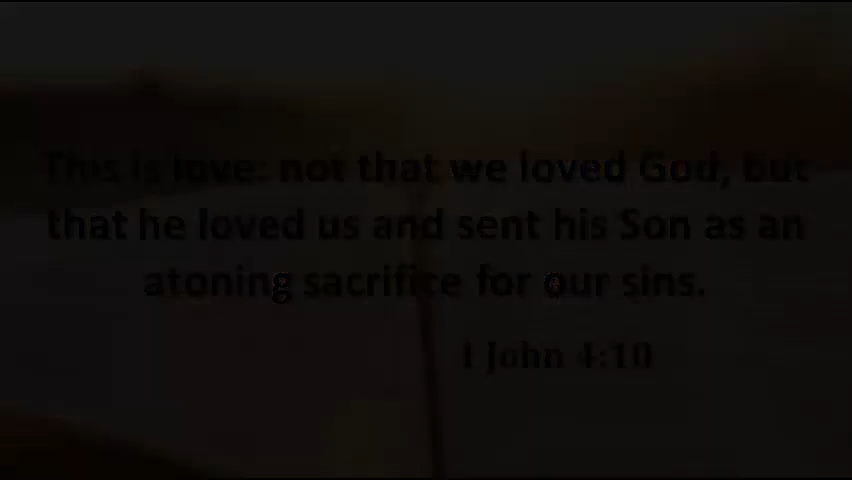 This is love: not that we loved God, but
that he loved us and sent his Son as an
atoning sacrifice for our sins.
I John 4:10